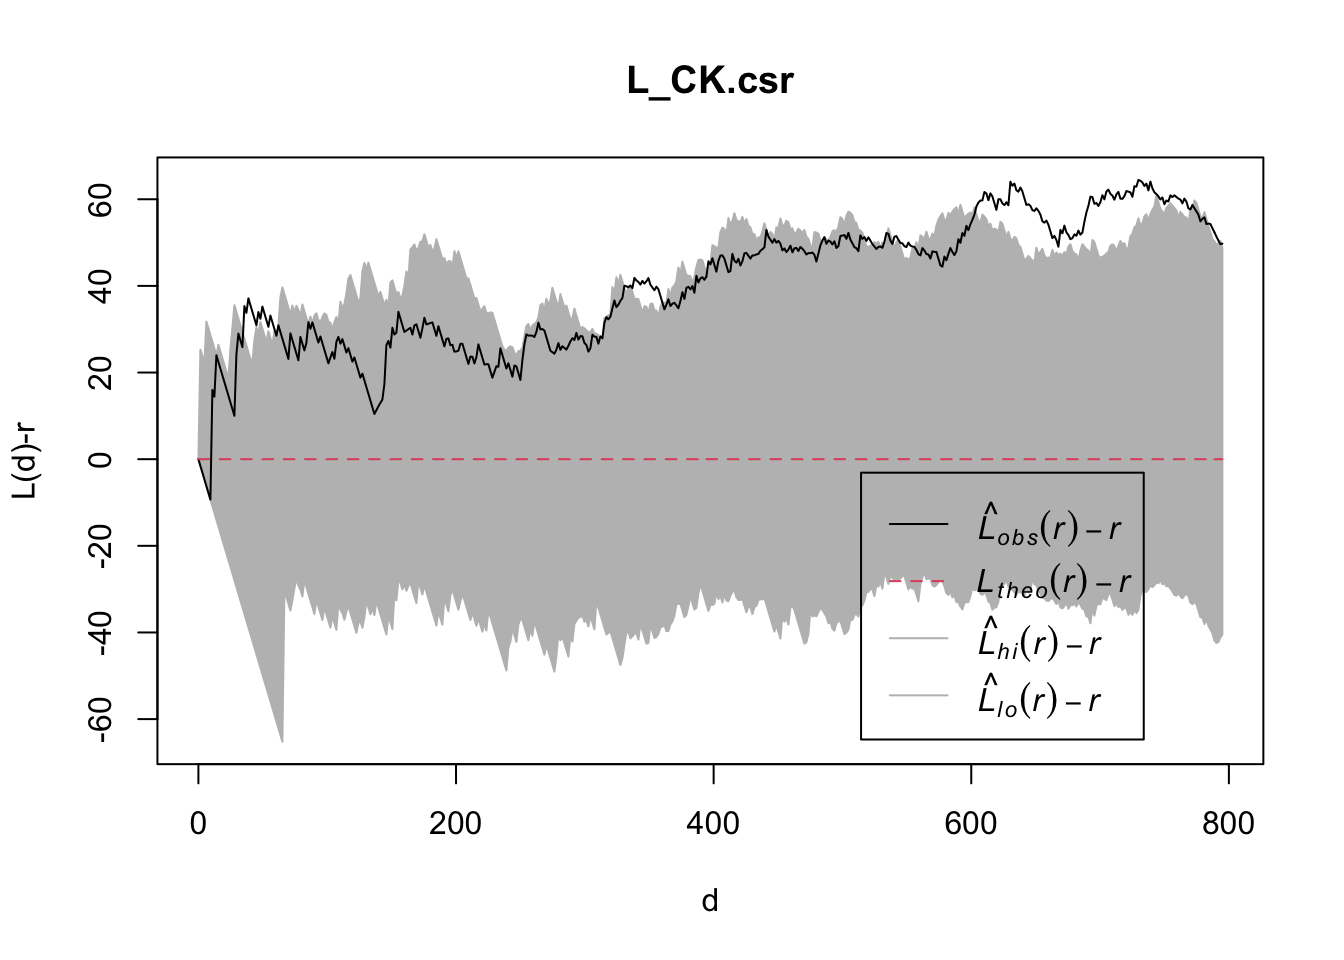 L_CK.csr
L(d)-r
60
40
20
0
-20
-40
-60
L̂obs(r) – r
Ltheo(r) – r
L̂hi(r) – r
L̂lo(r) – r
0 200 400 600 800
d